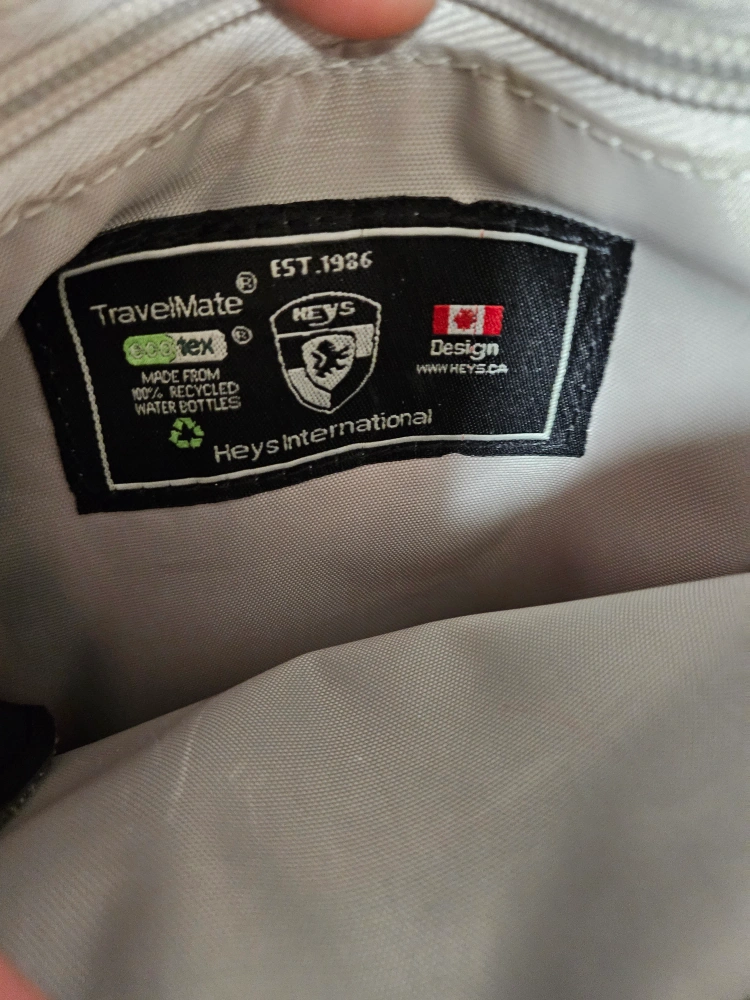 EST.1986
TravelMate®
ecotex®
MADE FROM
100% RECYCLED
WATER BOTTLES
HEYS
Design
WWW.HEYS.CA
Heys International